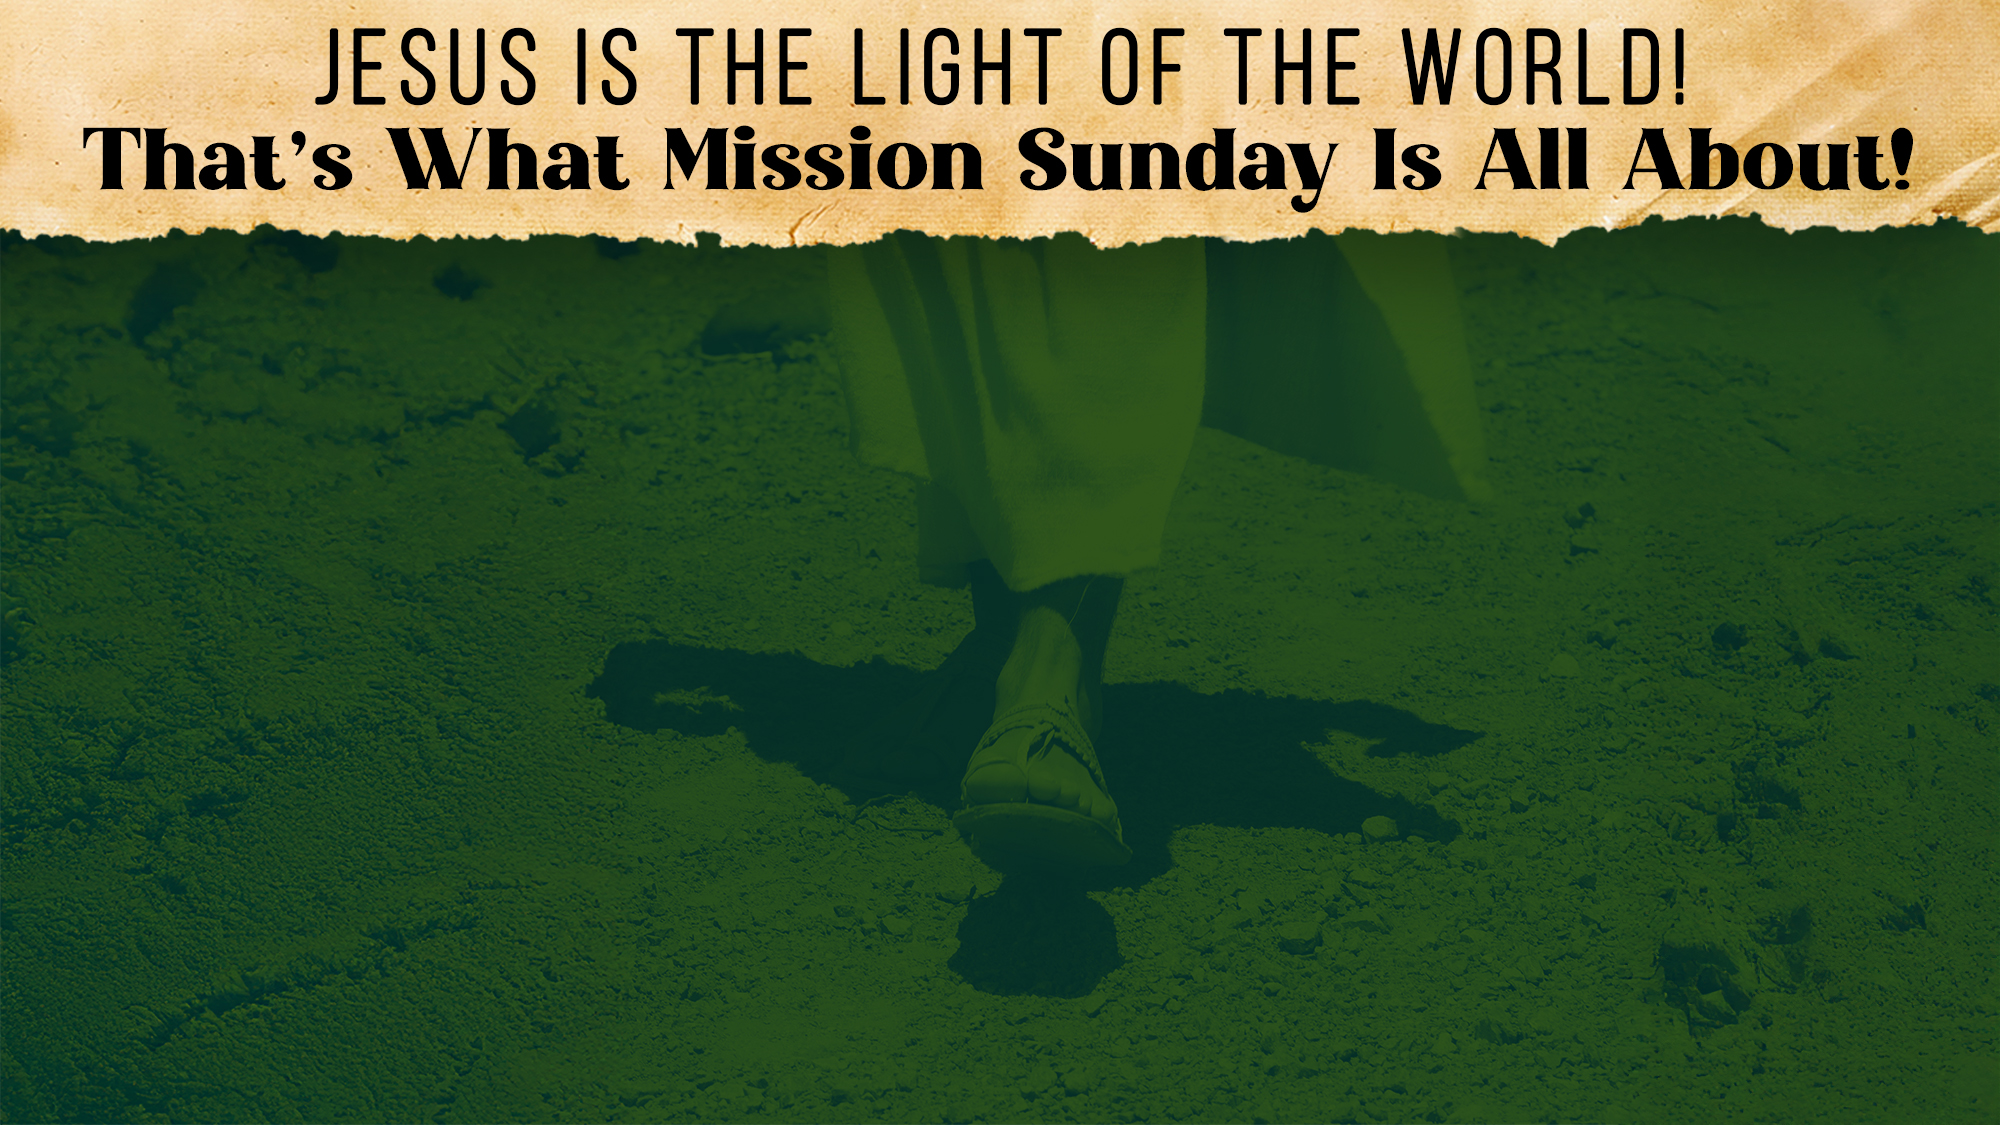 JESUS IS THE LIGHT OF THE WORLD!
That's What Mission Sunday Is All About!